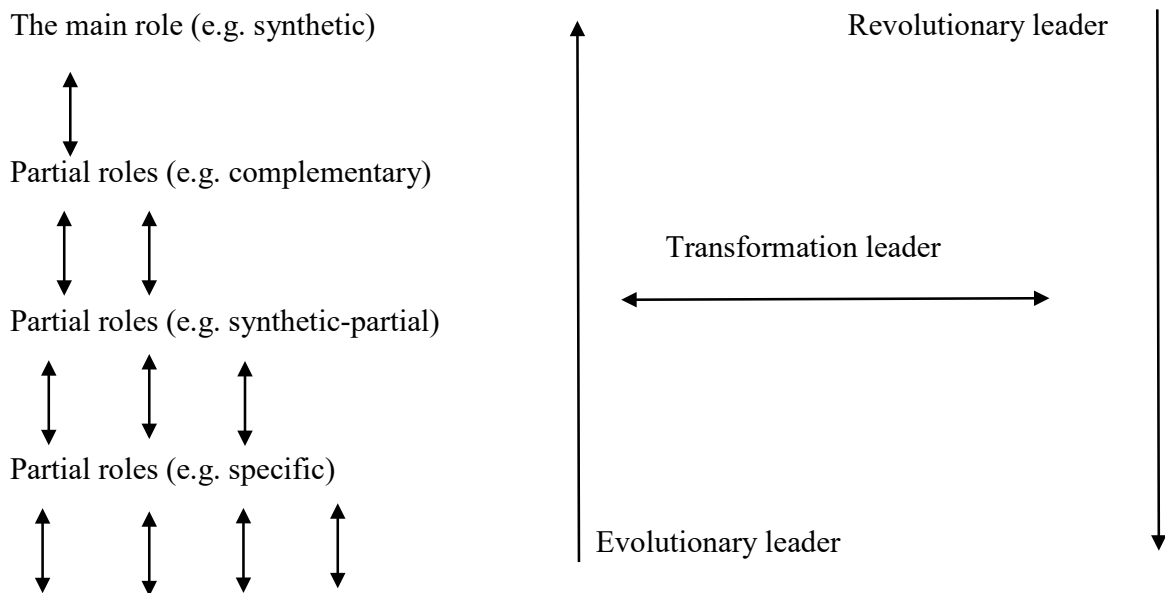 The main role (e.g. synthetic)
Revolutionary leader
Partial roles (e.g. complementary)
Transformation leader
Partial roles (e.g. synthetic-partial)
Partial roles (e.g. specific)
Evolutionary leader